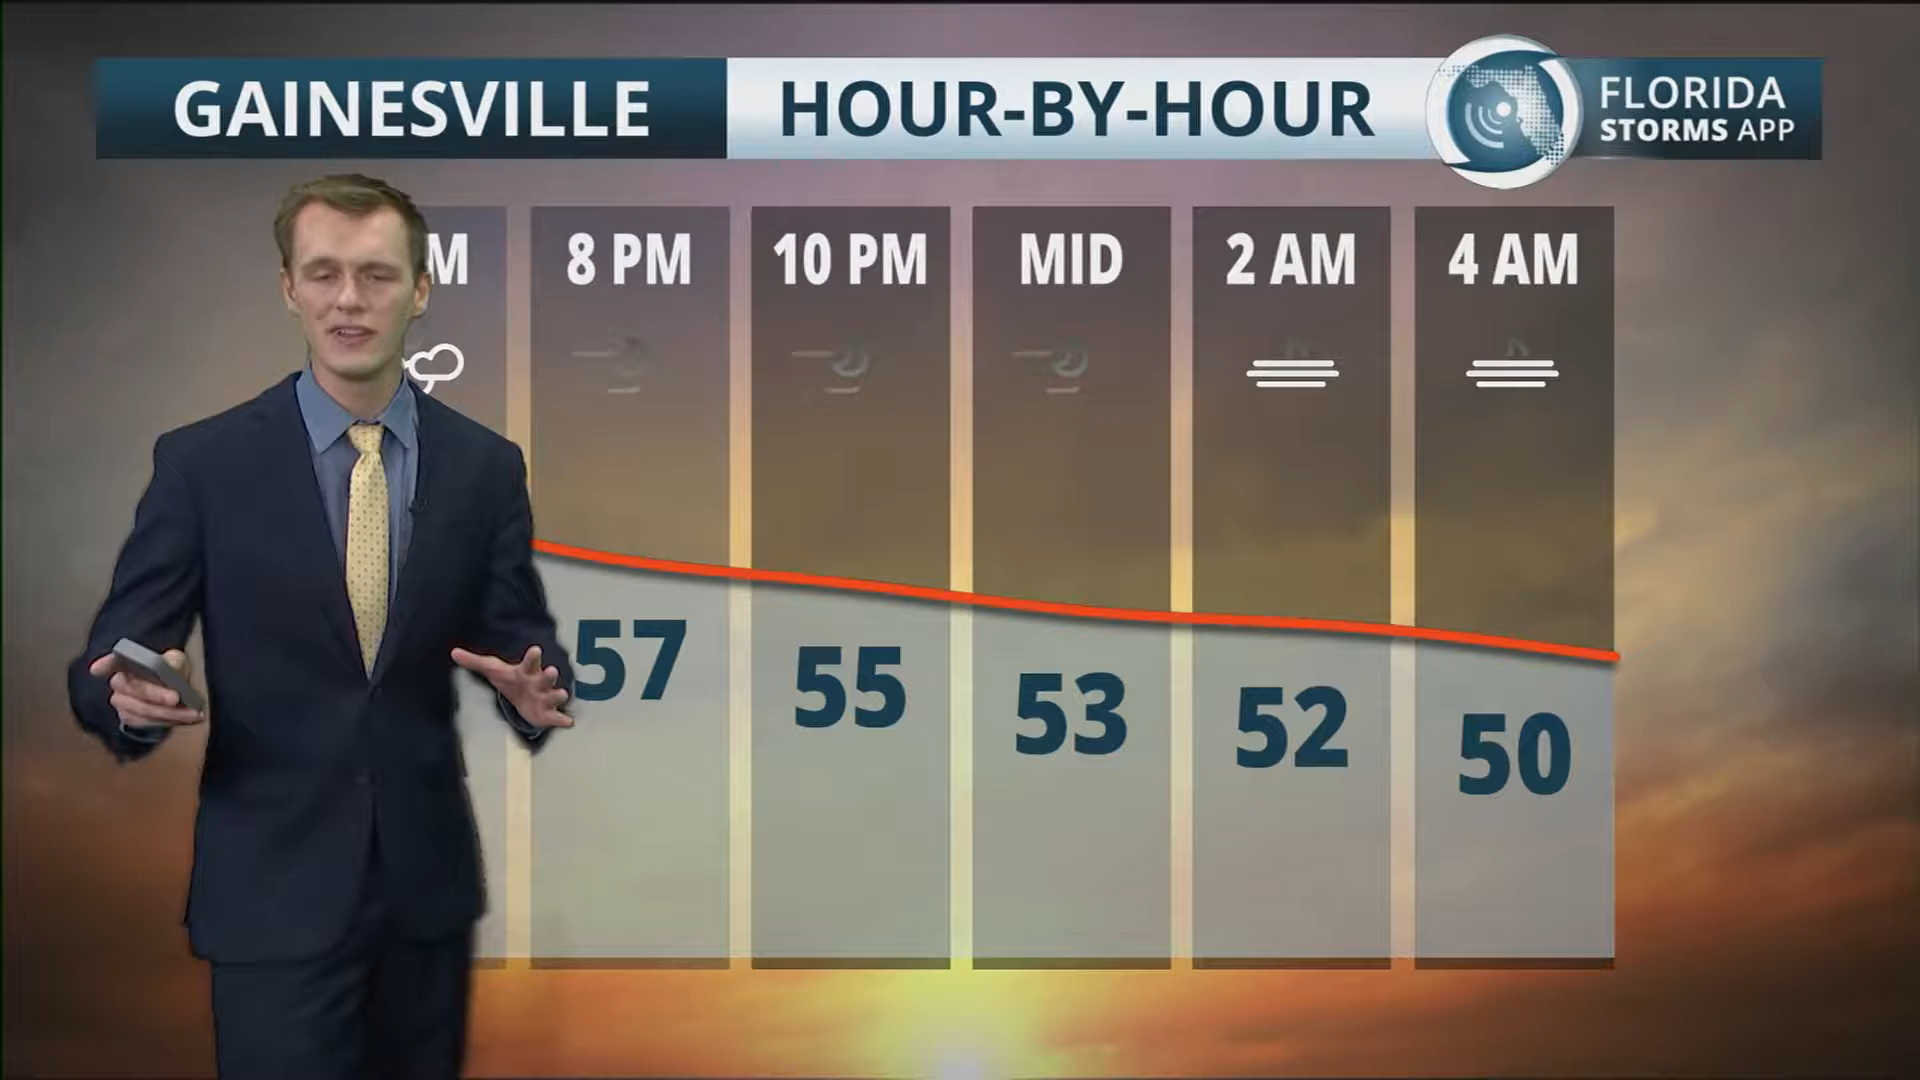 GAINESVILLE
HOUR-BY-HOUR
FLORIDA
STORMS APP
M
8 PM
10 PM
MID
2 AM
4 AM
57
55
53
52
50